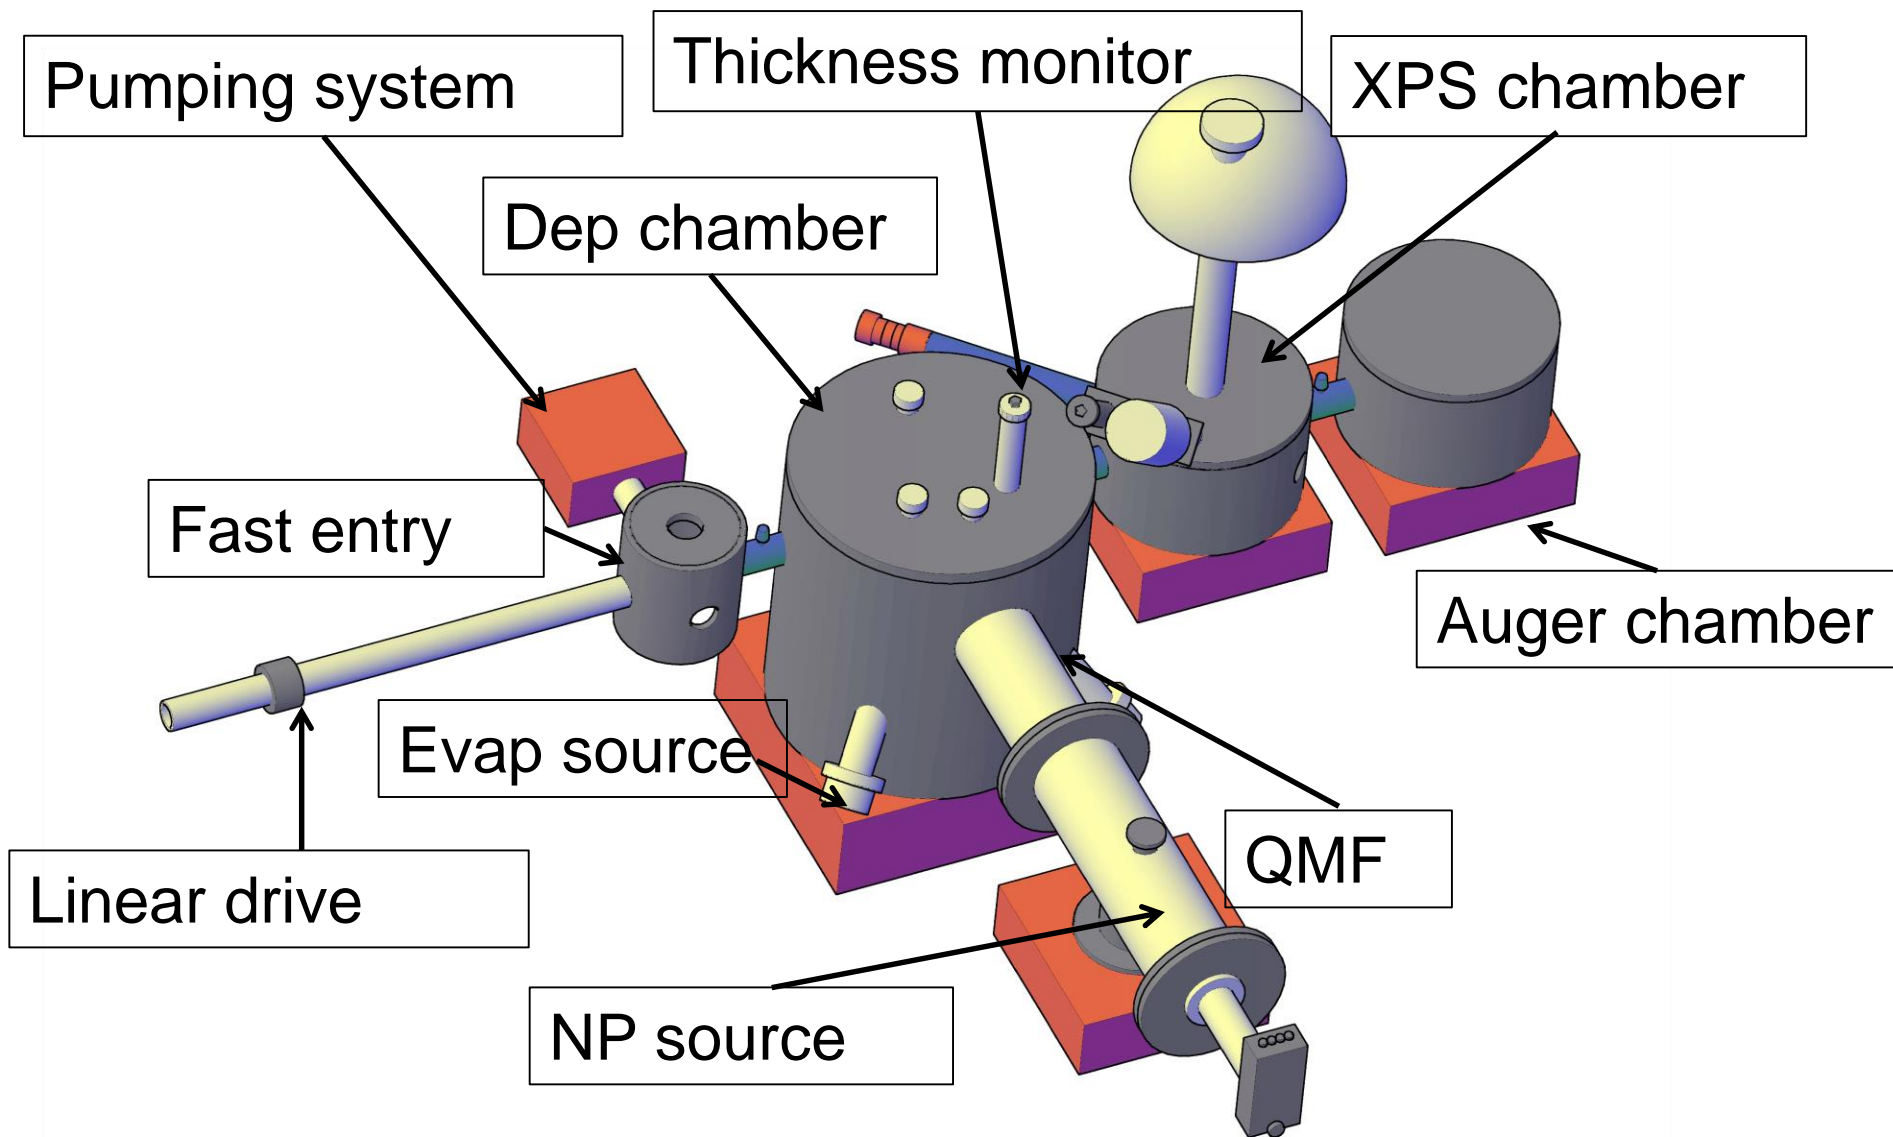 Thickness monitor
Pumping system
XPS chamber
Dep chamber
Fast entry
Auger chamber
Evap source
QMF
Linear drive
NP source